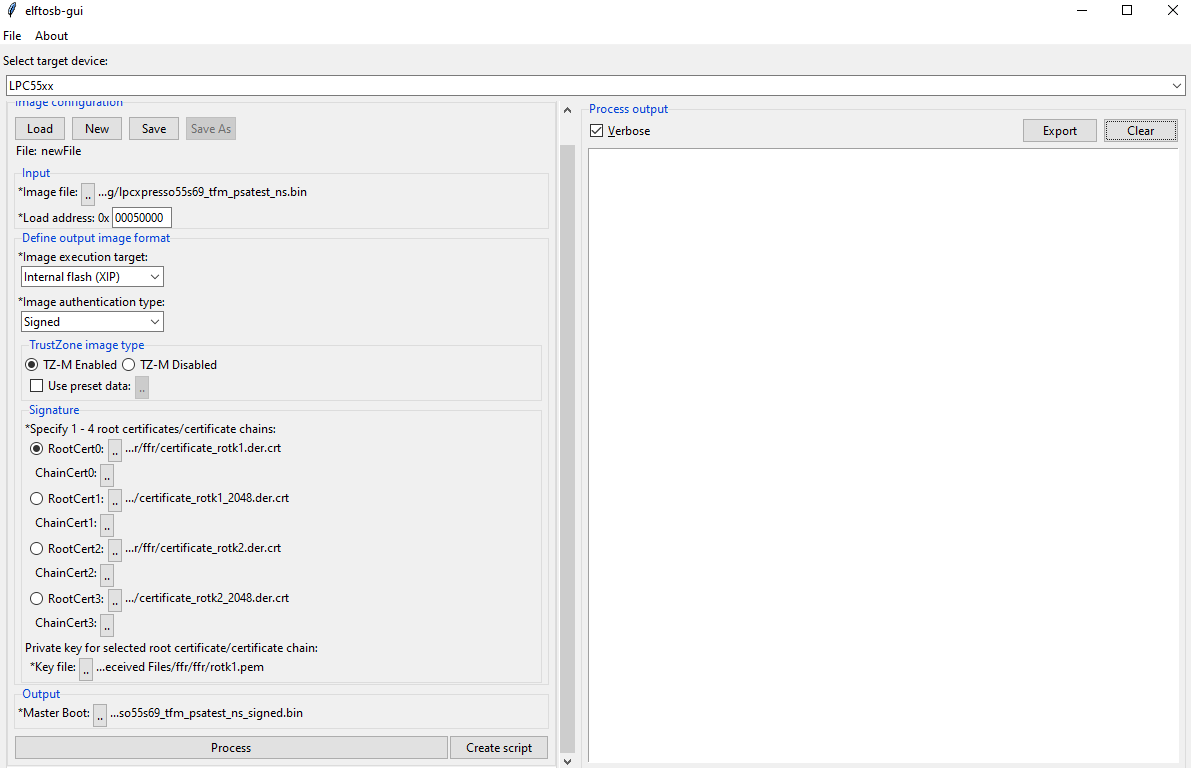 elftosb-gui
File About
Select target device:
LPC55xx
Image configuration
Load New Save Save As
File: newFile
Input
*Image file: .. ...g/lpcxpresso55s69_tfm_psatest_ns.bin
*Load address: 0x 00050000
Define output image format
*Image execution target:
Internal flash (XIP)
*Image authentication type:
Signed
TrustZone image type
TZ-M Enabled TZ-M Disabled
Use preset data: ..
Signature
*Specify 1 - 4 root certificates/certificate chains:
RootCert0: .. ...r/ffr/certificate_rotk1.der.crt
ChainCert0: ..
RootCert1: .. .../certificate_rotk1_2048.der.crt
ChainCert1: ..
RootCert2: .. ...r/ffr/certificate_rotk2.der.crt
ChainCert2: ..
RootCert3: .. .../certificate_rotk2_2048.der.crt
ChainCert3: ..
Private key for selected root certificate/certificate chain:
*Key file: .. ...eceived Files/ffr/ffr/rotk1.pem
Output
*Master Boot: .. ...so55s69_tfm_psatest_ns_signed.bin
Process Create script
Process output
Verbose Export Clear